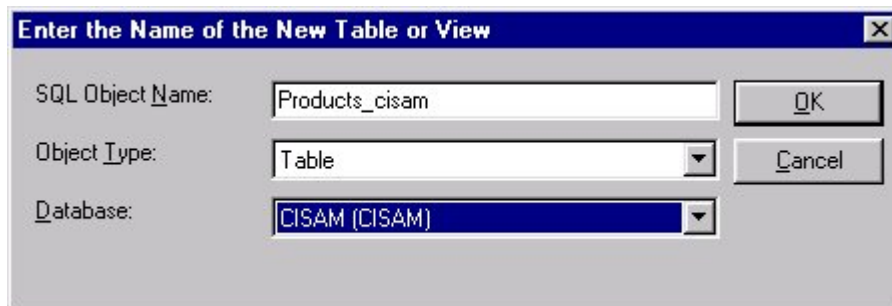 Enter the Name of the New Table or View
SQL Object Name: Products_cisam OK
Object Type: Table Cancel
Database: CISAM (CISAM)